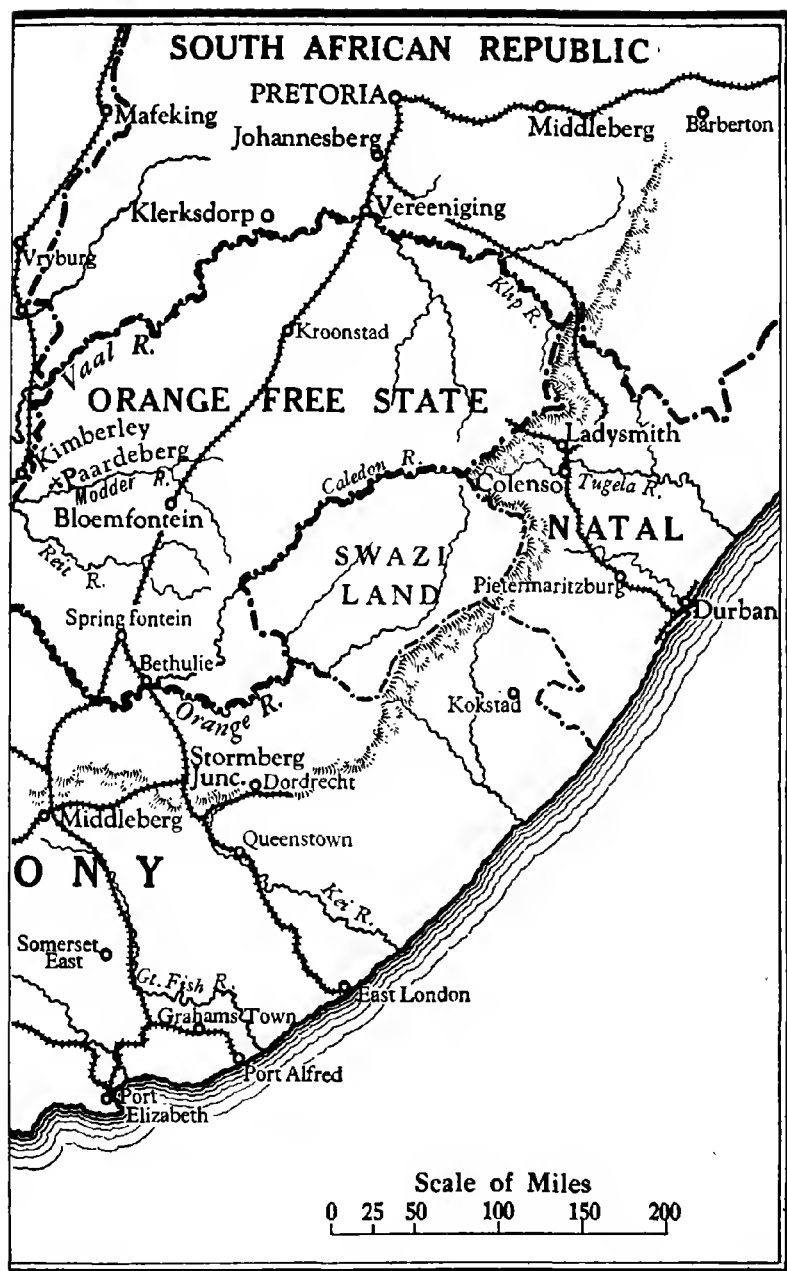 SOUTH AFRICAN REPUBLIC
PRETORIA
Mafeking
Middleberg
Barberton
Johannesberg
Klerksdorp
Vereeniging
Vryburg
Klip R.
Kroonstad
Vaal R.
ORANGE FREE STATE
Kimberley
Ladysmith
Paardeberg
Caledon R.
Modder R.
Colenso
Tugela R.
Bloemfontein
NATAL
Reit R.
SWAZI
LAND
Pietermaritzburg
Durban
Springfontein
Bethulie
Orange R.
Kokstad
Stormberg
Junc.
Dordrecht
Middleberg
Queenstown
ONY
Kei R.
Somerset
East
Gt. Fish R.
East London
Grahams Town
Port Alfred
Port
Elizabeth
Scale of Miles
0 25 50 100 150 200